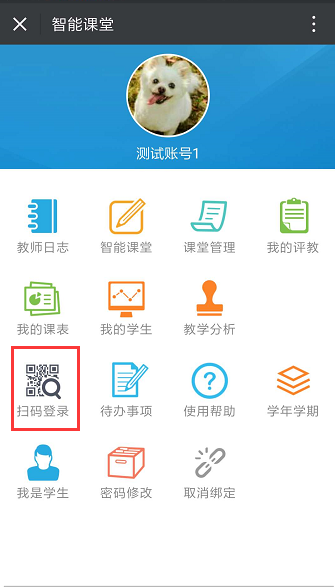 智能课堂
测试账号1
教师日志 智能课堂 课堂管理 我的评教
我的课表 我的学生 教学分析
扫码登录 待办事项 使用帮助 学年学期
我是学生 密码修改 取消绑定